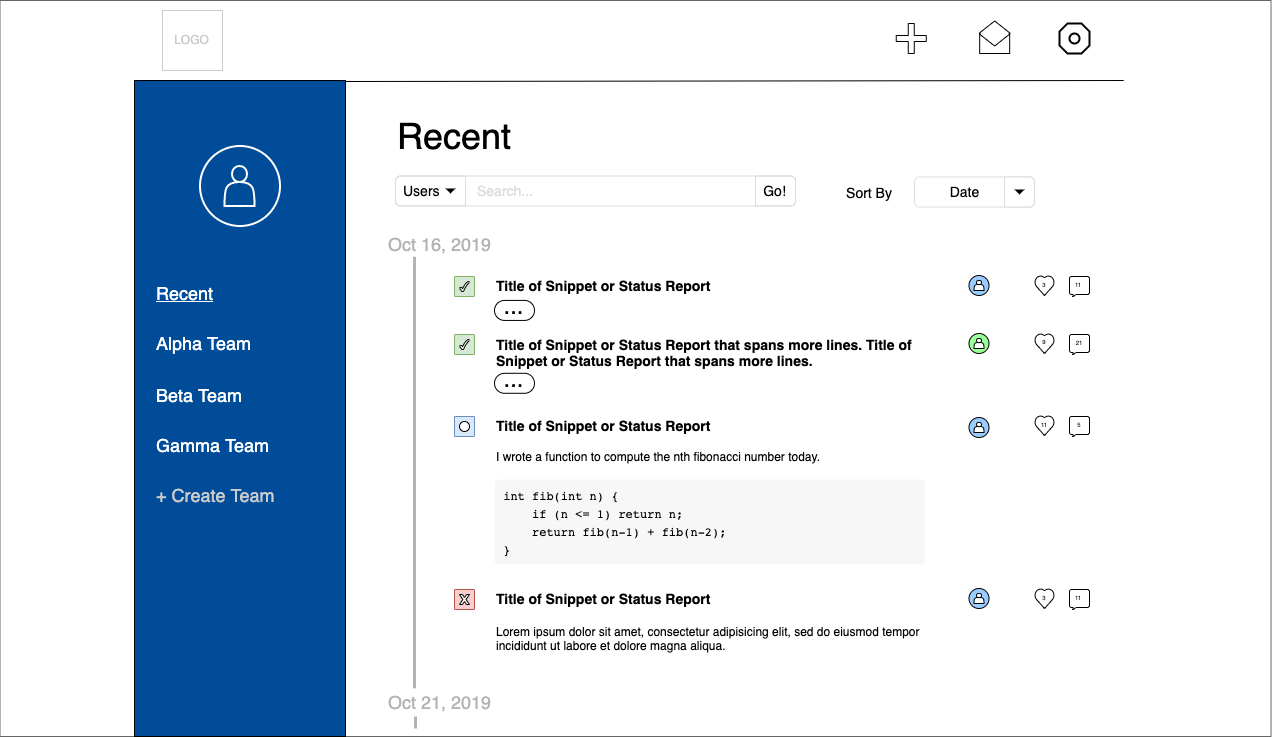 LOGO
Recent
Users Search... Go! Sort By Date
Recent
Alpha Team
Beta Team
Gamma Team
+ Create Team
Oct 16, 2019
Title of Snippet or Status Report 3 11
...
Title of Snippet or Status Report that spans more lines. Title of 9 21
Snippet or Status Report that spans more lines.
...
Title of Snippet or Status Report 11 5
I wrote a function to compute the nth fibonacci number today.
int fib(int n) {
    if (n <= 1) return n;
    return fib(n-1) + fib(n-2);
}
Title of Snippet or Status Report 3 11
Lorem ipsum dolor sit amet, consectetur adipisicing elit, sed do eiusmod tempor
incididunt ut labore et dolore magna aliqua.
Oct 21, 2019